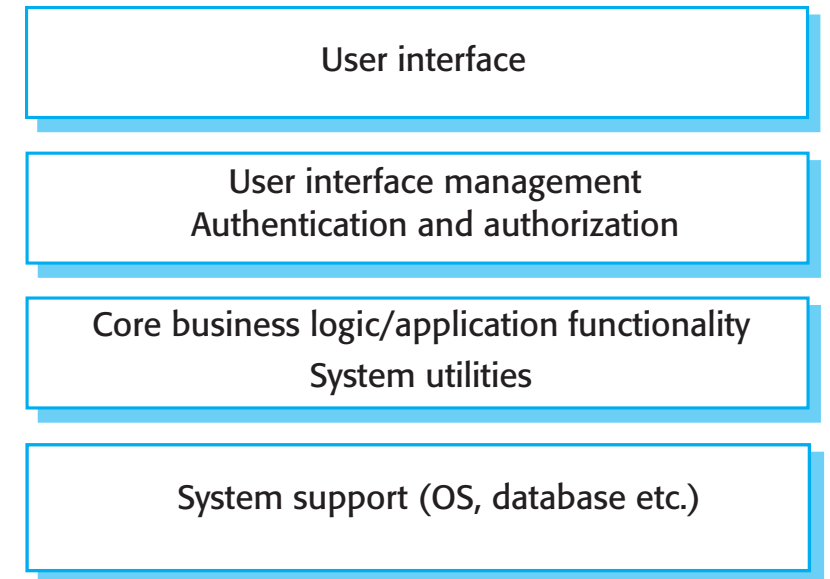 User interface
User interface management
Authentication and authorization
Core business logic/application functionality
System utilities
System support (OS, database etc.)